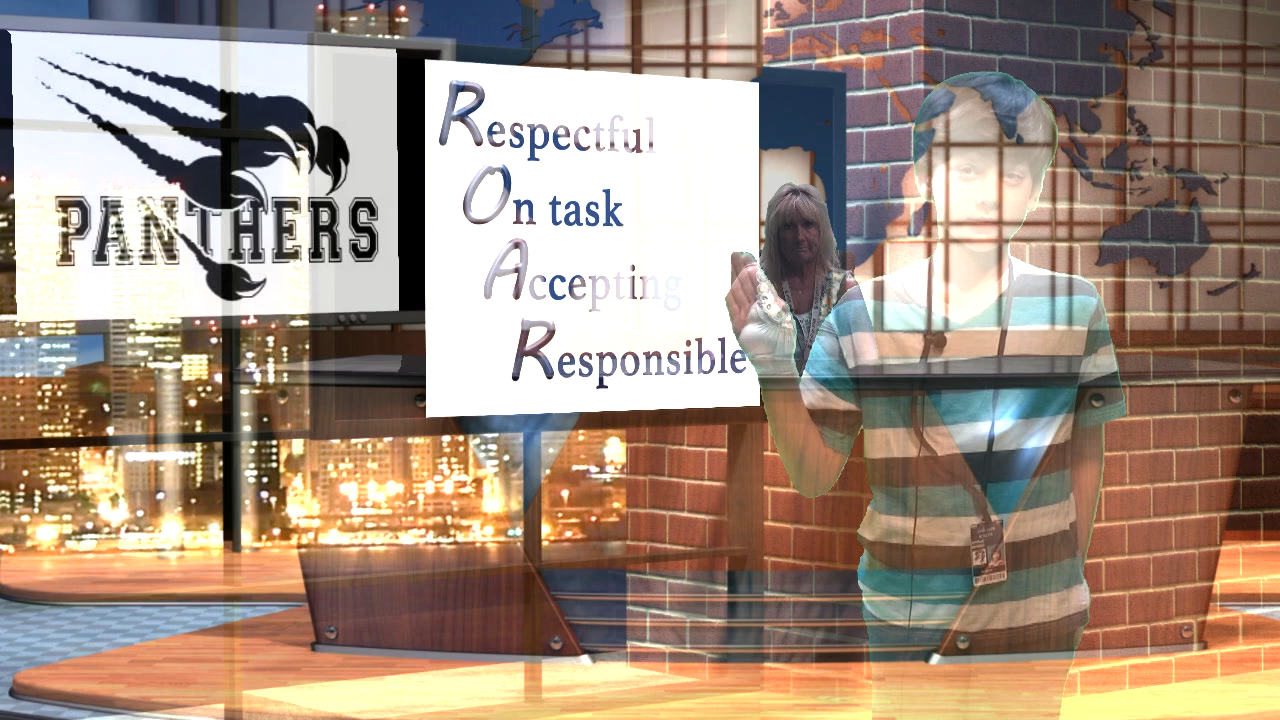 PANTHERS
Respectful
On task
Accepting
Responsible